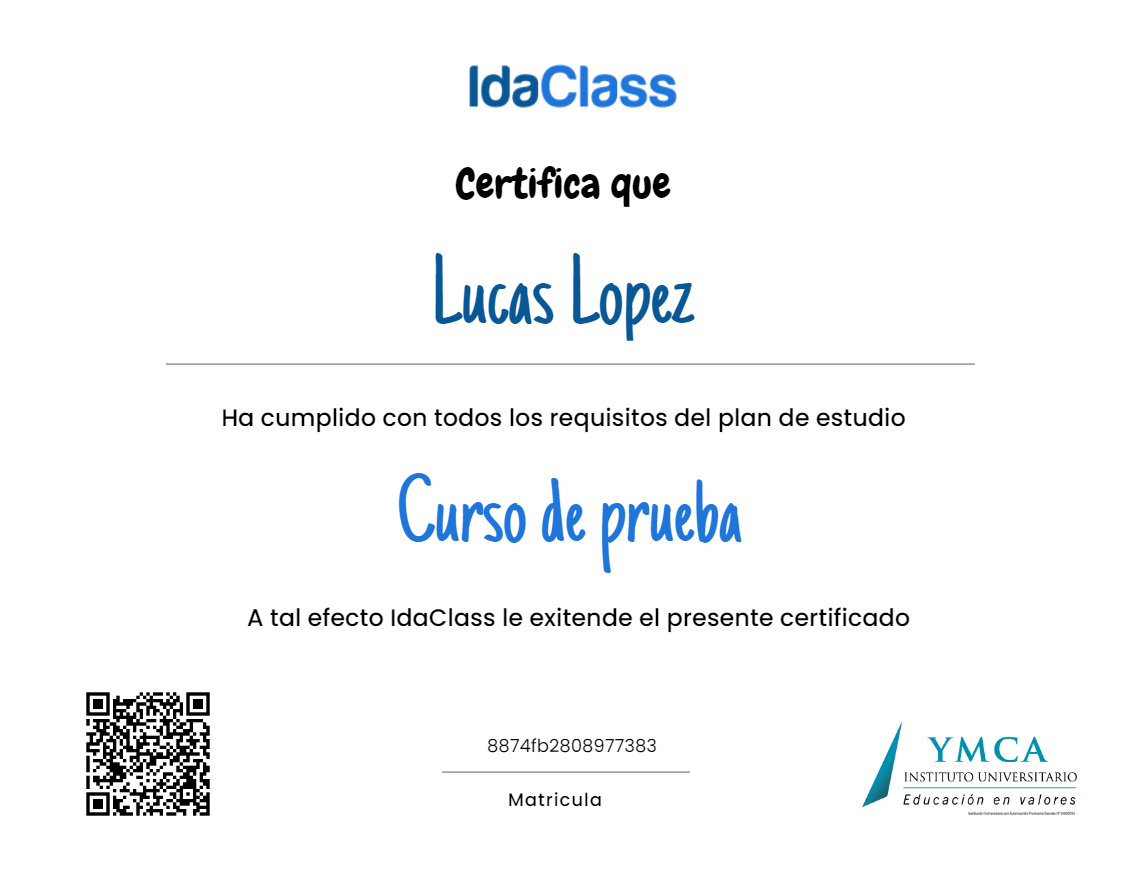 IdaClass
Certifica que
Lucas Lopez
Ha cumplido con todos los requisitos del plan de estudio
Curso de prueba
A tal efecto IdaClass le exitende el presente certificado
8874fb2808977383
Matricula
YMCA
INSTITUTO UNIVERSITARIO
Educación en valores